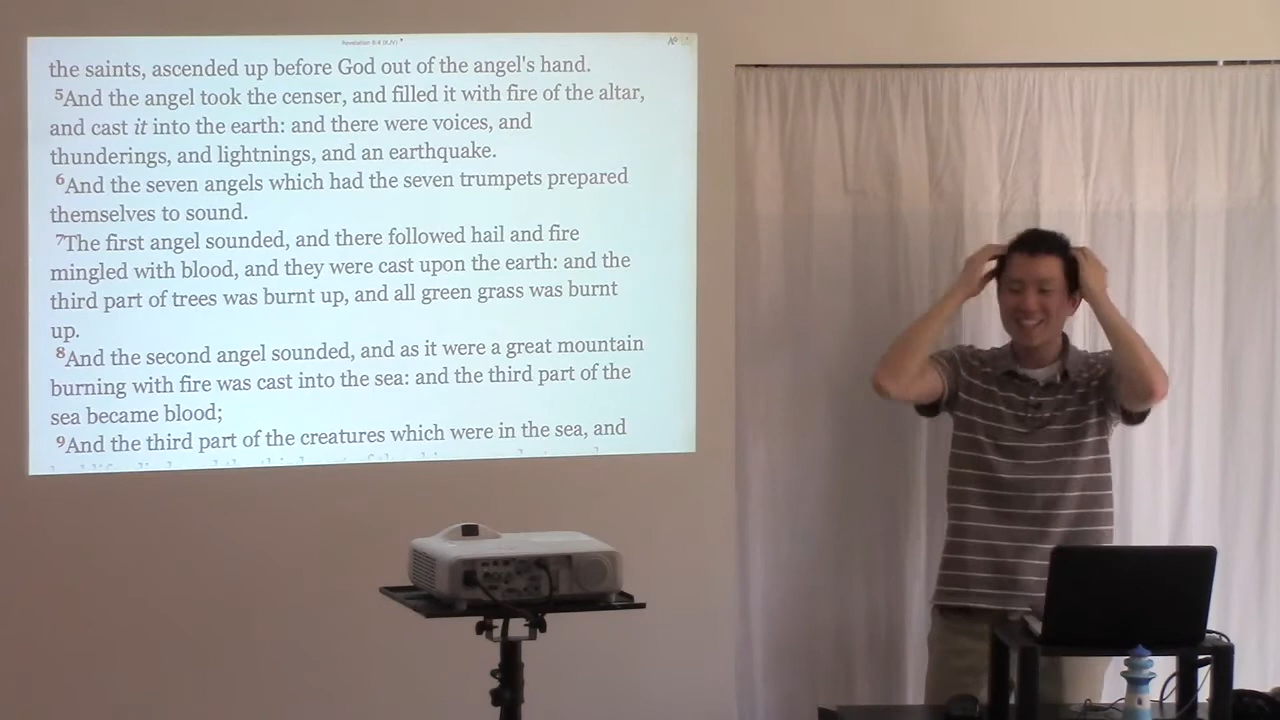 Revelation 8:4 (KJV)
the saints, ascended up before God out of the angel's hand.
5And the angel took the censer, and filled it with fire of the altar,
and cast it into the earth: and there were voices, and
thunderings, and lightnings, and an earthquake.
6And the seven angels which had the seven trumpets prepared
themselves to sound.
7The first angel sounded, and there followed hail and fire
mingled with blood, and they were cast upon the earth: and the
third part of trees was burnt up, and all green grass was burnt
up.
8And the second angel sounded, and as it were a great mountain
burning with fire was cast into the sea: and the third part of the
sea became blood;
9And the third part of the creatures which were in the sea, and